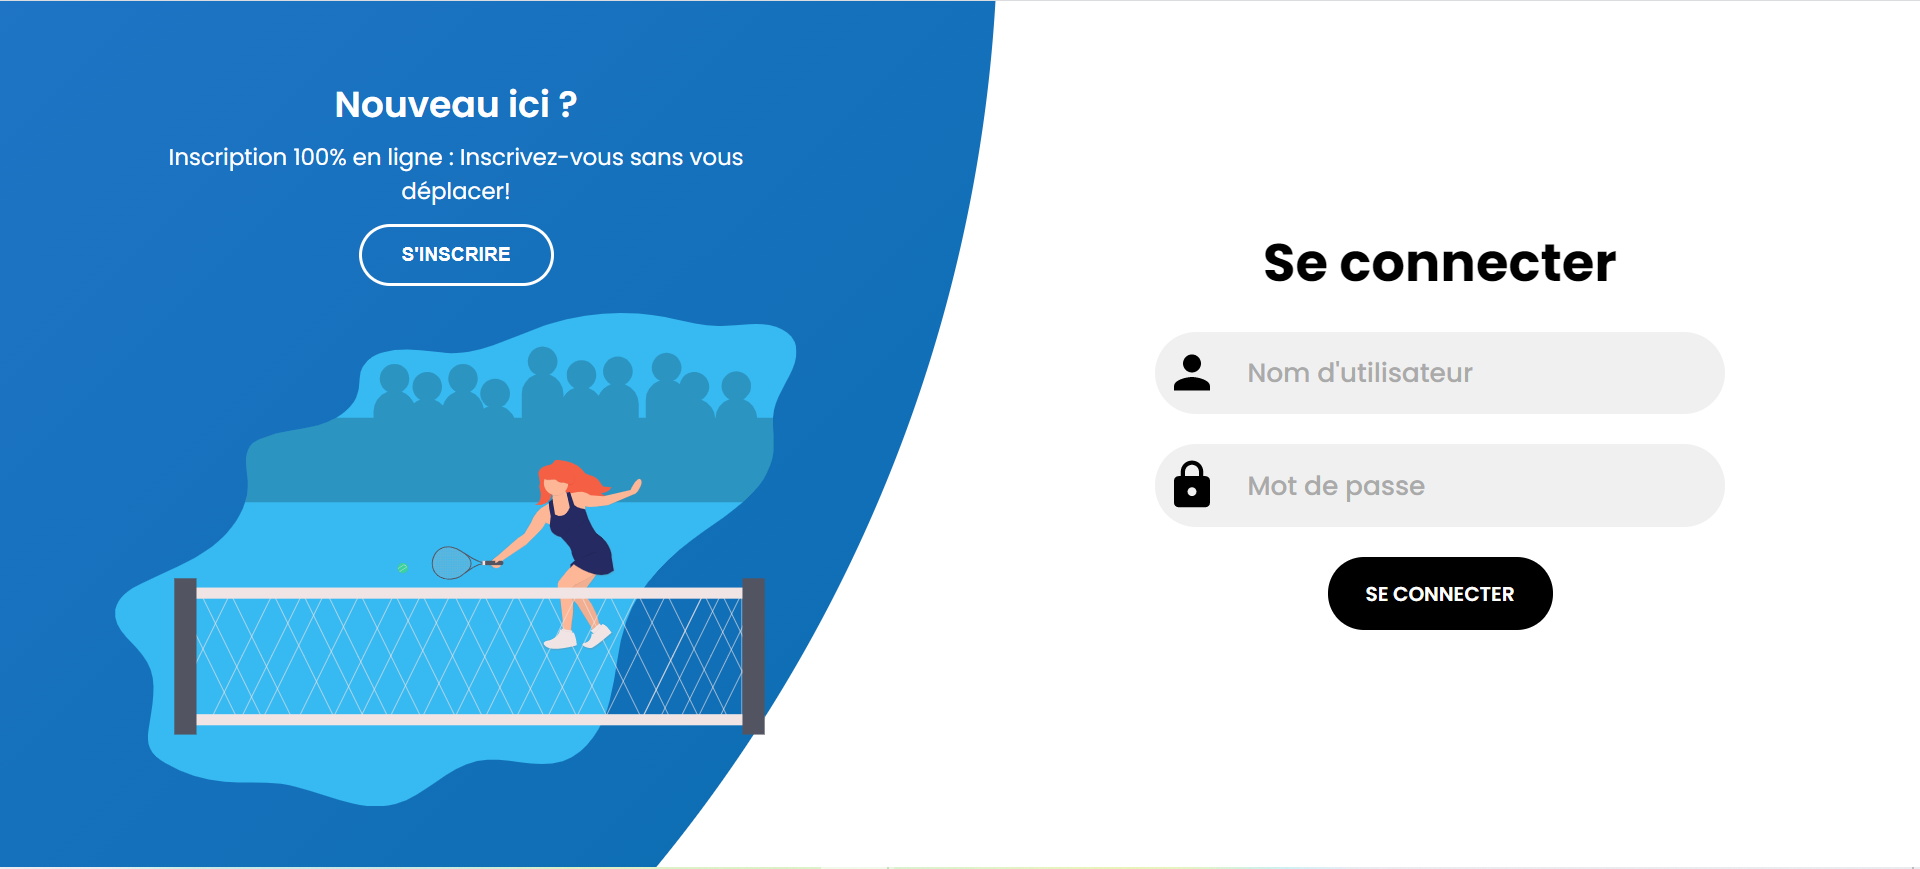 Nouveau ici ?
Inscription 100% en ligne : Inscrivez-vous sans vous
déplacer!
S'INSCRIRE
Se connecter
Nom d'utilisateur
Mot de passe
SE CONNECTER